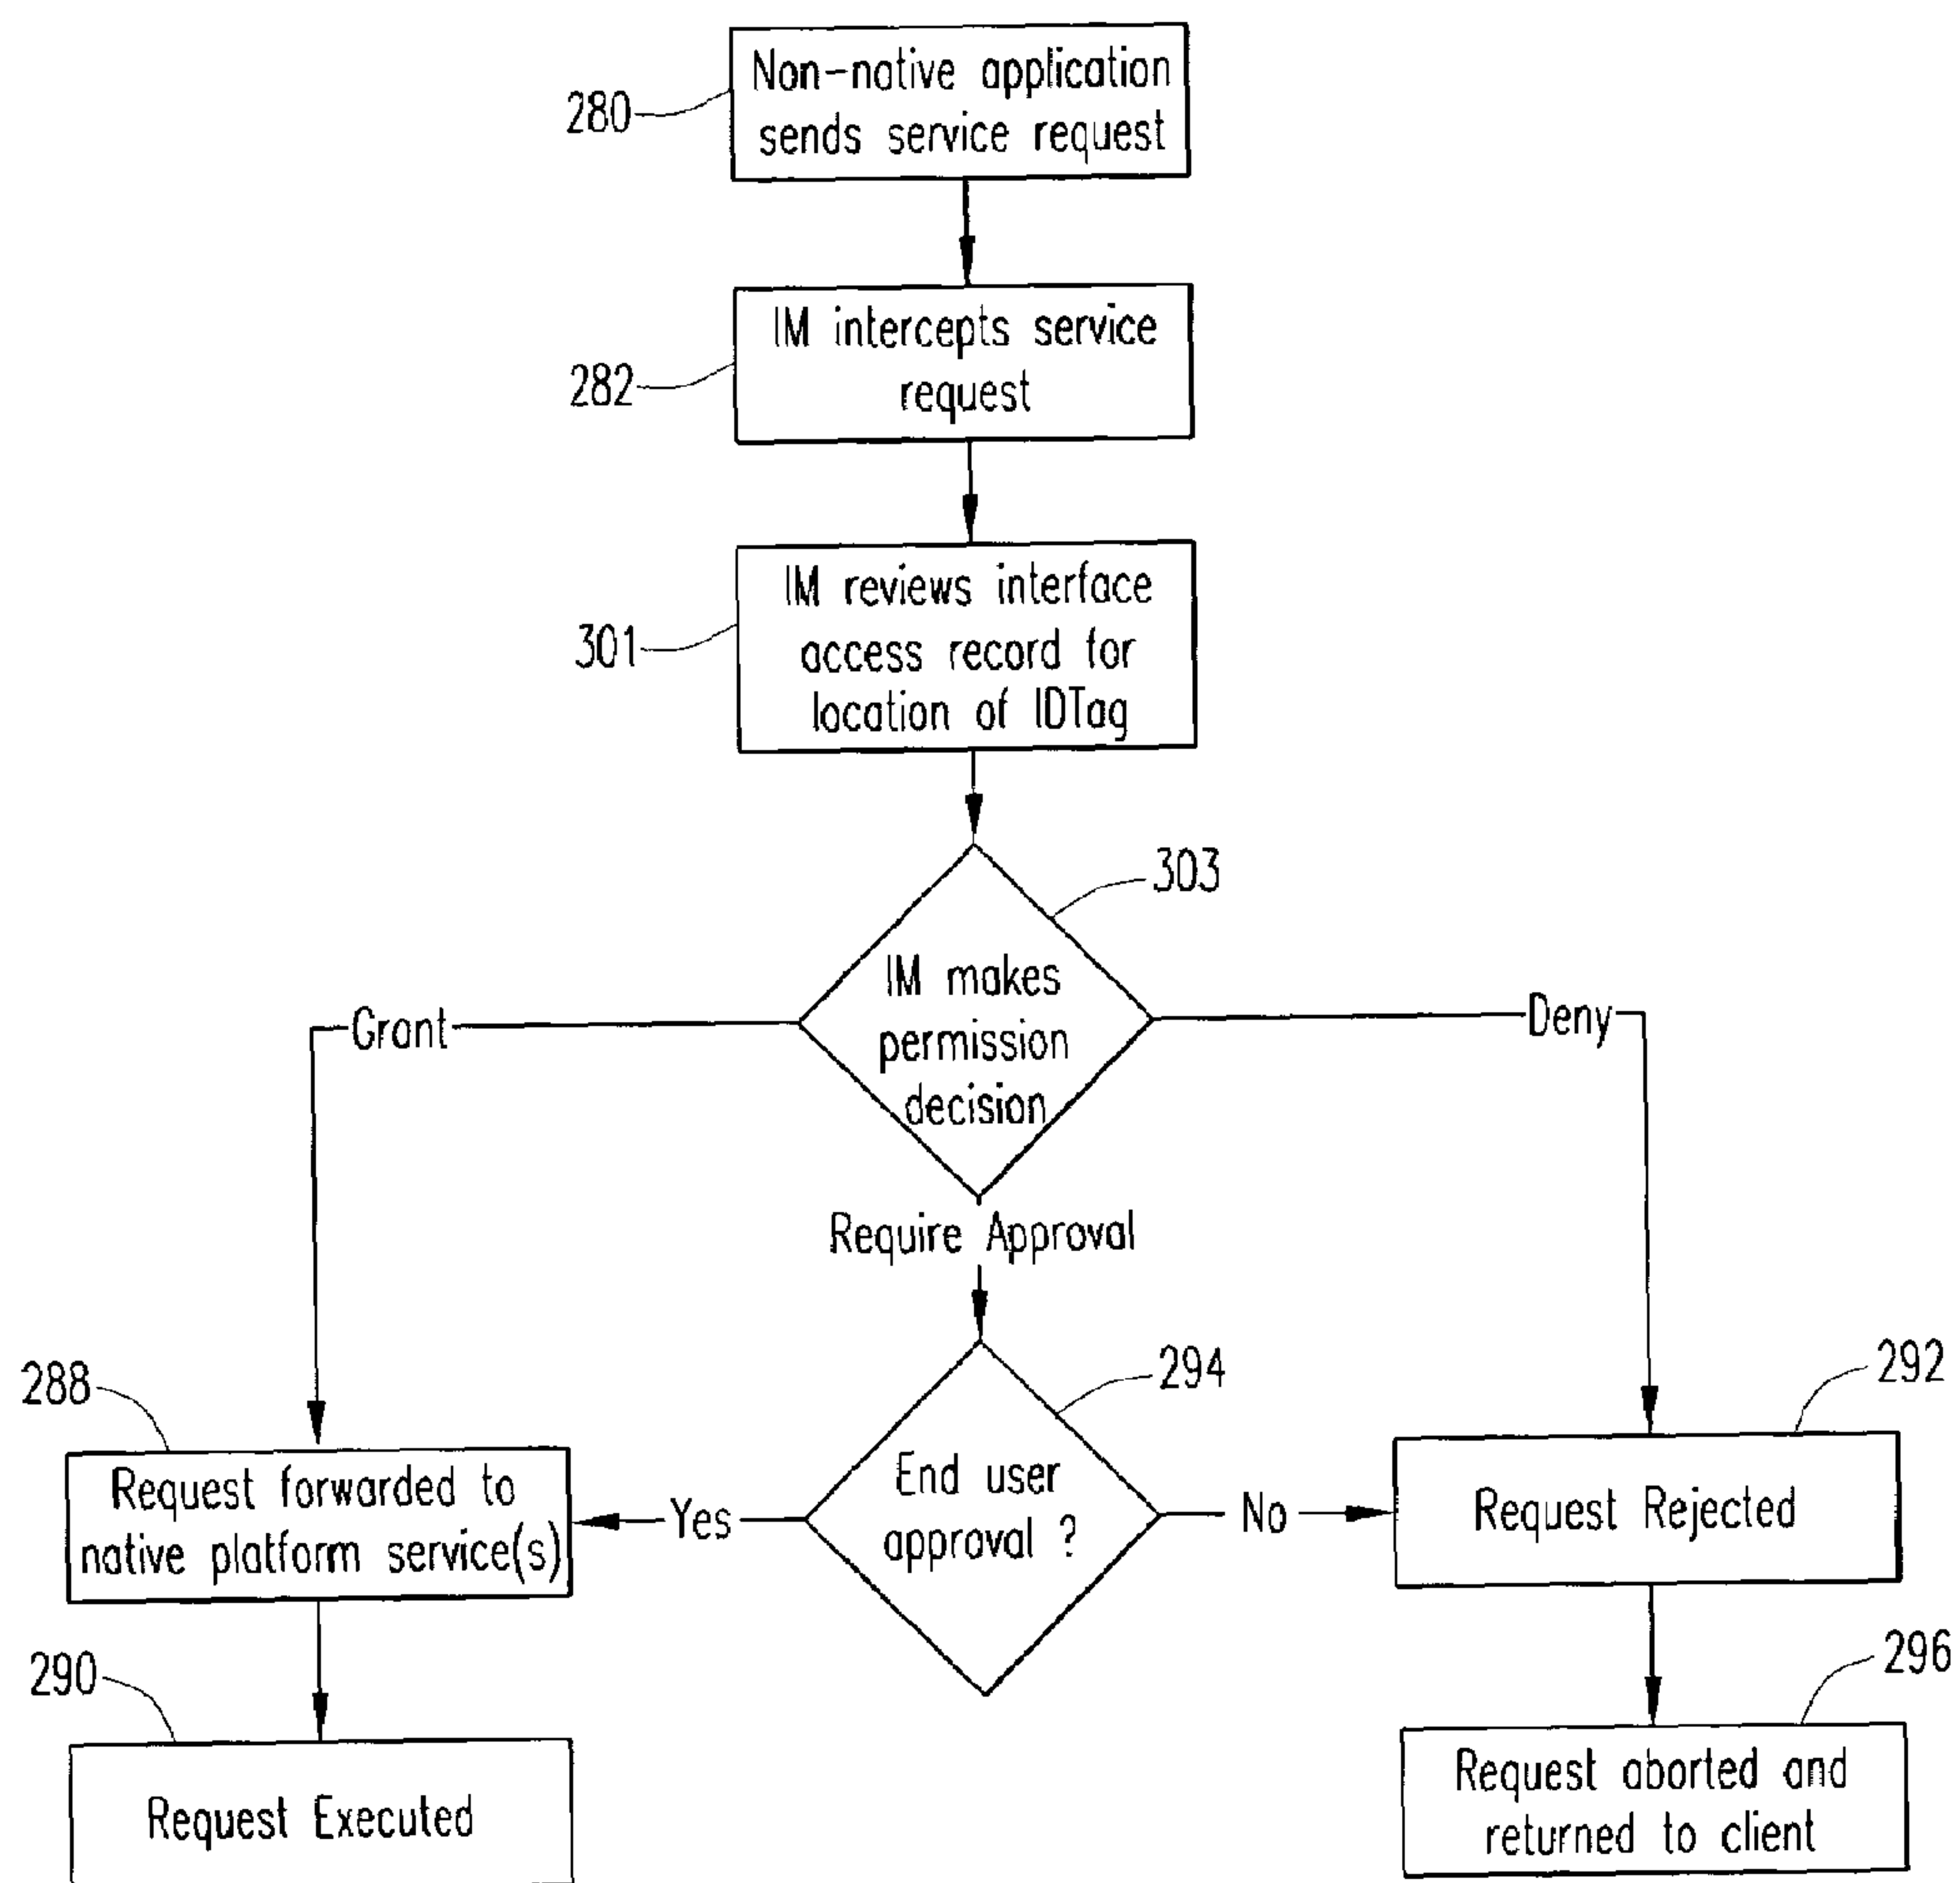 Non-native application
sends service request
280
IM intercepts service
request
282
IM reviews interface
access record for
location of IDTag
301
303
IM makes
permission
decision
Grant
Deny
Require Approval
288
294
292
Request forwarded to
native platform service(s)
Yes
End user
approval ?
No
Request Rejected
290
296
Request Executed
Request aborted and
returned to client